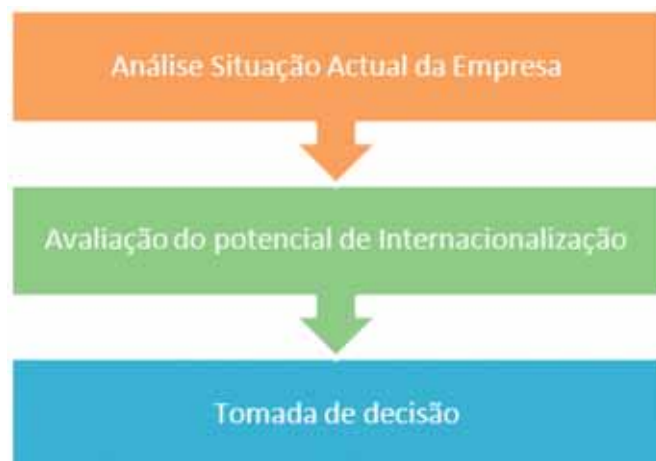 Análise Situação Actual da Empresa
Avaliação do potencial de Internacionalização
Tomada de decisão